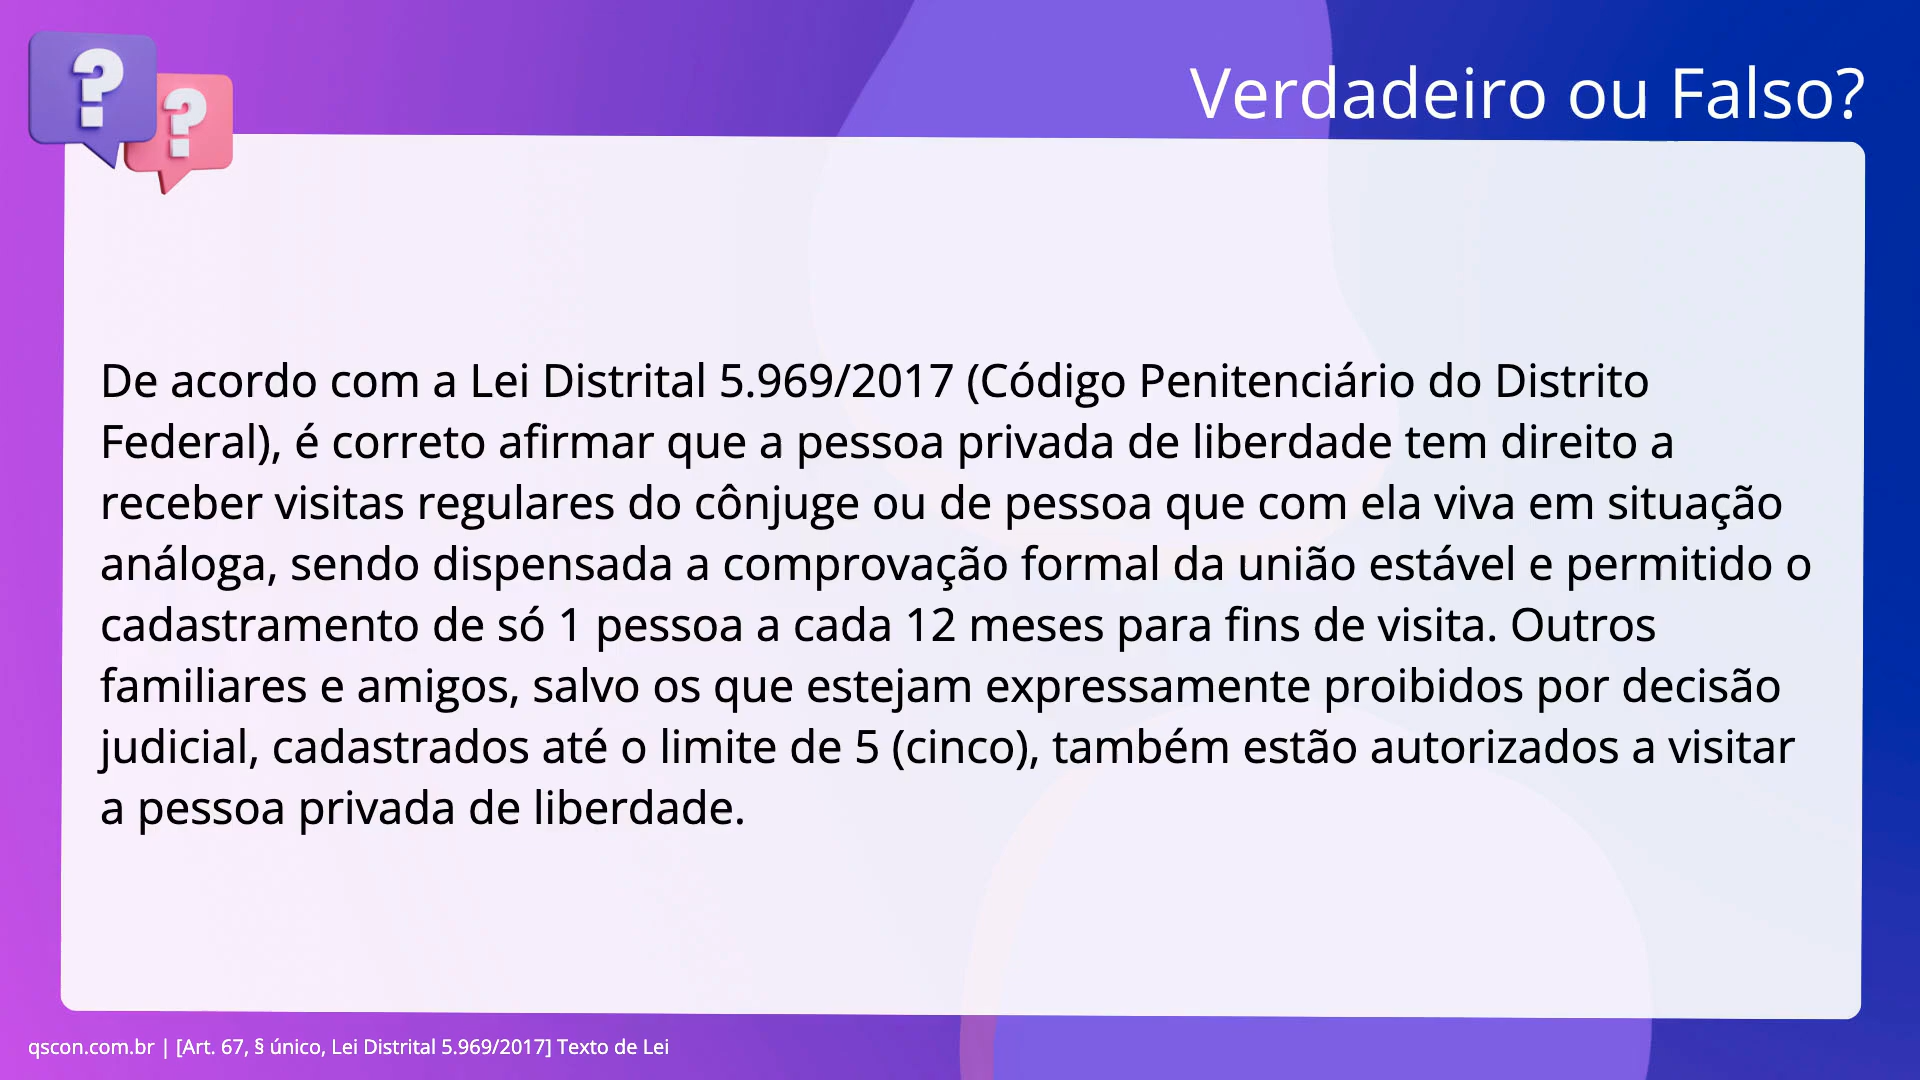 Verdadeiro ou Falso?
De acordo com a Lei Distrital 5.969/2017 (Código Penitenciário do Distrito
Federal), é correto afirmar que a pessoa privada de liberdade tem direito a
receber visitas regulares do cônjuge ou de pessoa que com ela viva em situação
análoga, sendo dispensada a comprovação formal da união estável e permitido o
cadastramento de só 1 pessoa a cada 12 meses para fins de visita. Outros
familiares e amigos, salvo os que estejam expressamente proibidos por decisão
judicial, cadastrados até o limite de 5 (cinco), também estão autorizados a visitar
a pessoa privada de liberdade.
qscon.com.br | [Art. 67, § único, Lei Distrital 5.969/2017] Texto de Lei